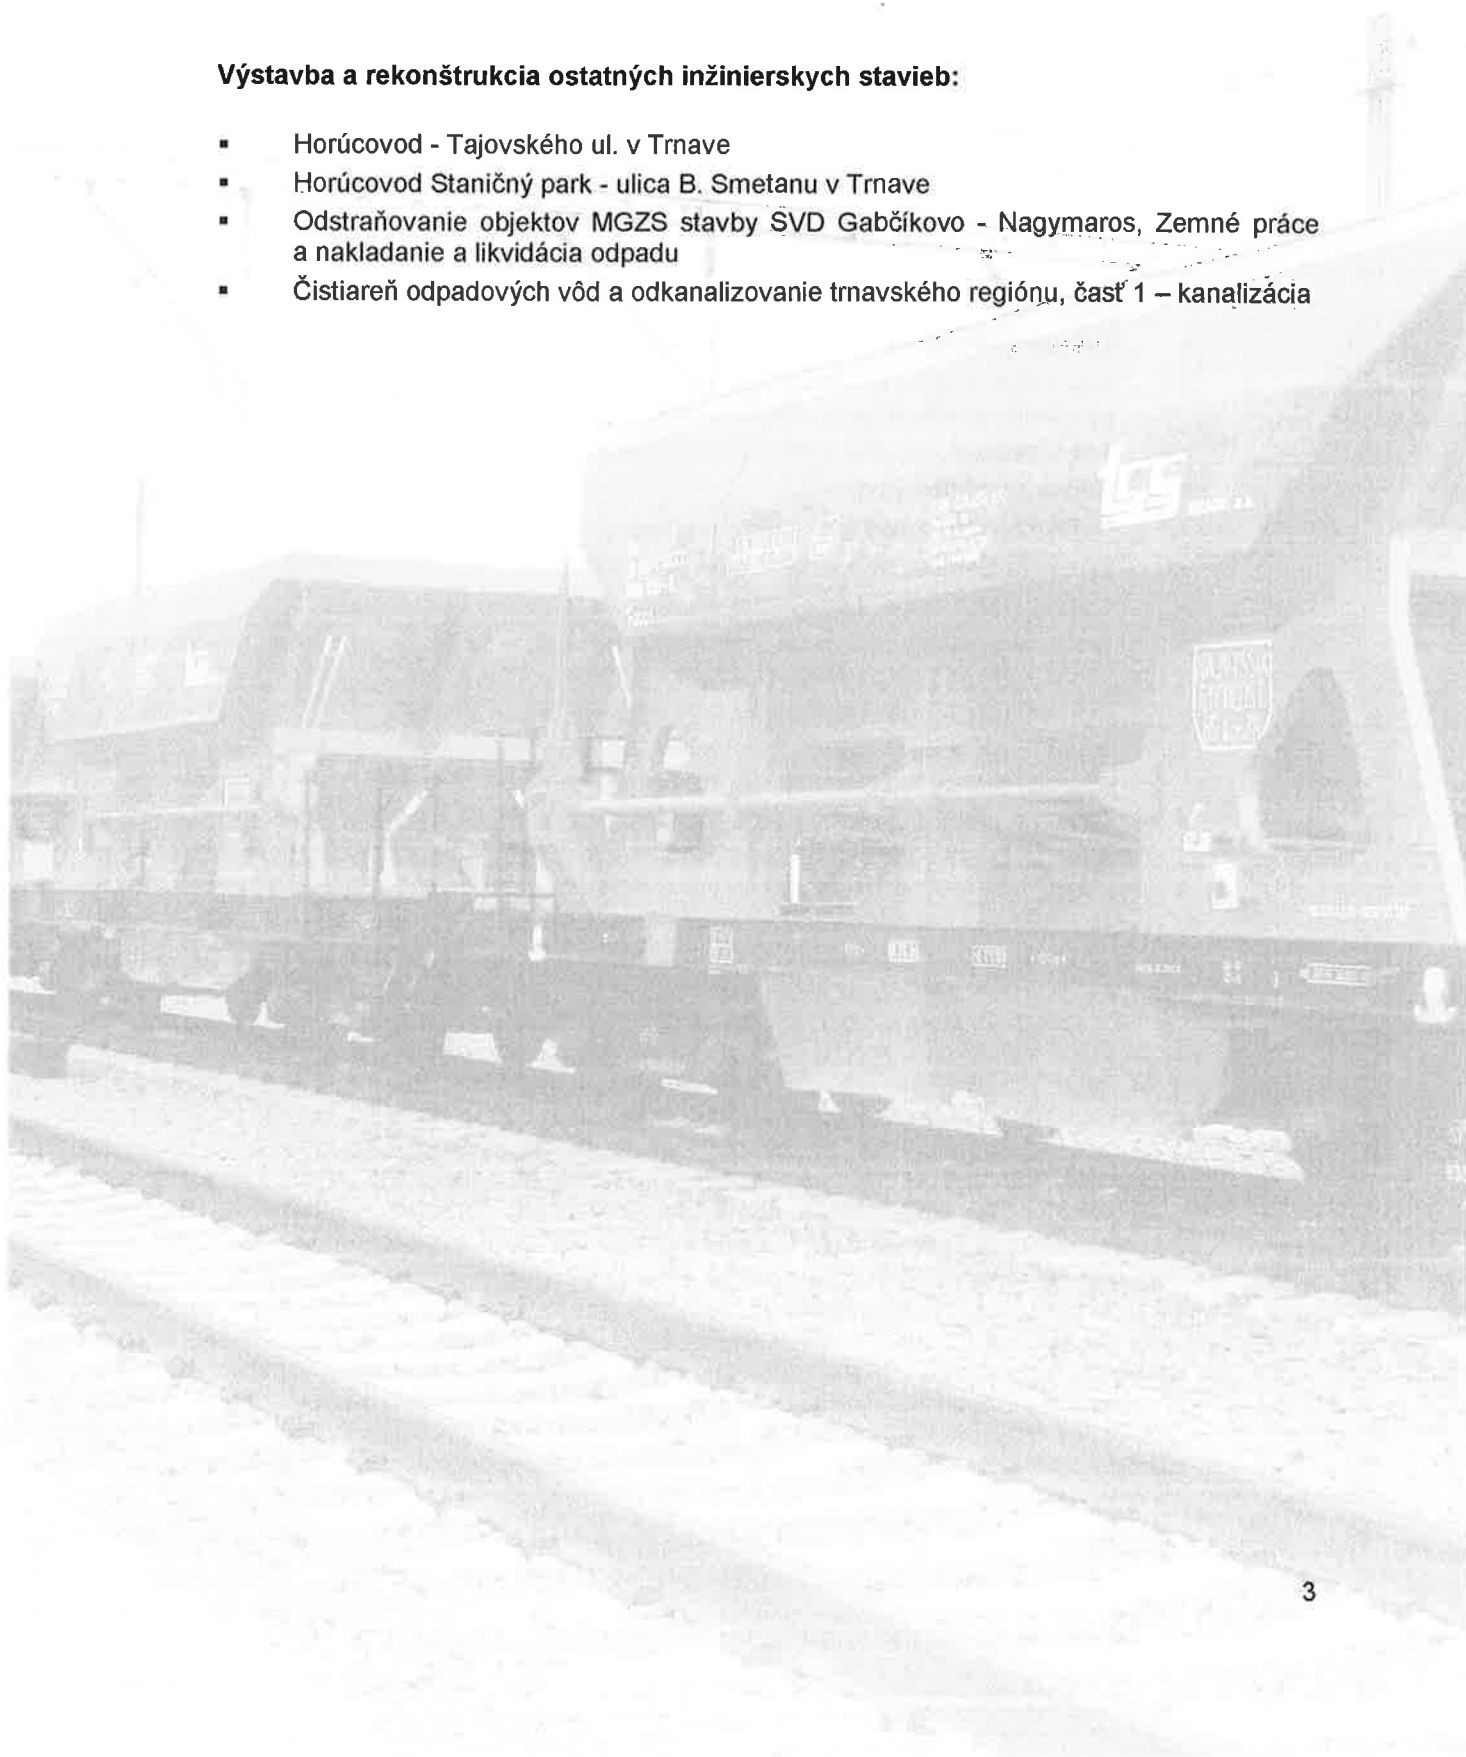 Výstavba a rekonštrukcia ostatných inžinierskych stavieb:
▪ Horúcovod - Tajovského ul. v Trnave
▪ Horúcovod Staničný park - ulica B. Smetanu v Trnave
▪ Odstraňovanie objektov MGZS stavby SVD Gabčíkovo - Nagymaros, Zemné práce
a nakladanie a likvidácia odpadu
▪ Čistiareň odpadových vôd a odkanalizovanie trnavského regiónu, časť 1 – kanalizácia
tss
3